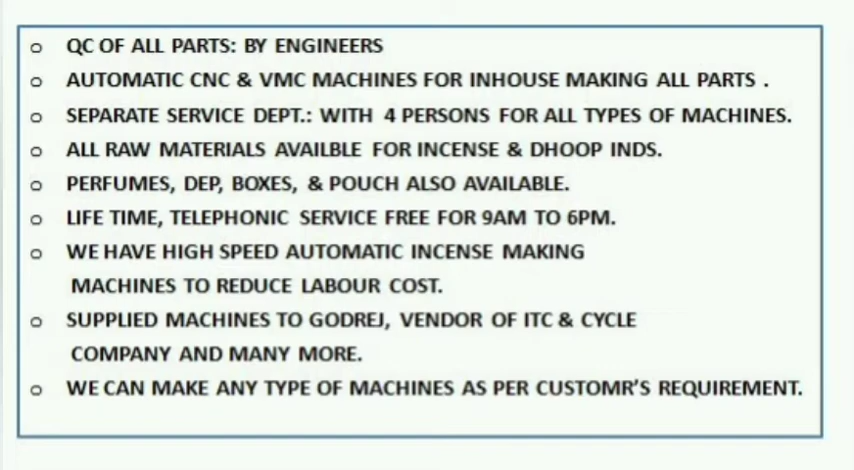 o QC OF ALL PARTS: BY ENGINEERS
o AUTOMATIC CNC & VMC MACHINES FOR INHOUSE MAKING ALL PARTS .
o SEPARATE SERVICE DEPT.: WITH 4 PERSONS FOR ALL TYPES OF MACHINES.
o ALL RAW MATERIALS AVAILBLE FOR INCENSE & DHOOP INDS.
o PERFUMES, DEP, BOXES, & POUCH ALSO AVAILABLE.
o LIFE TIME, TELEPHONIC SERVICE FREE FOR 9AM TO 6PM.
o WE HAVE HIGH SPEED AUTOMATIC INCENSE MAKING
MACHINES TO REDUCE LABOUR COST.
o SUPPLIED MACHINES TO GODREJ, VENDOR OF ITC & CYCLE
COMPANY AND MANY MORE.
o WE CAN MAKE ANY TYPE OF MACHINES AS PER CUSTOMR'S REQUIREMENT.